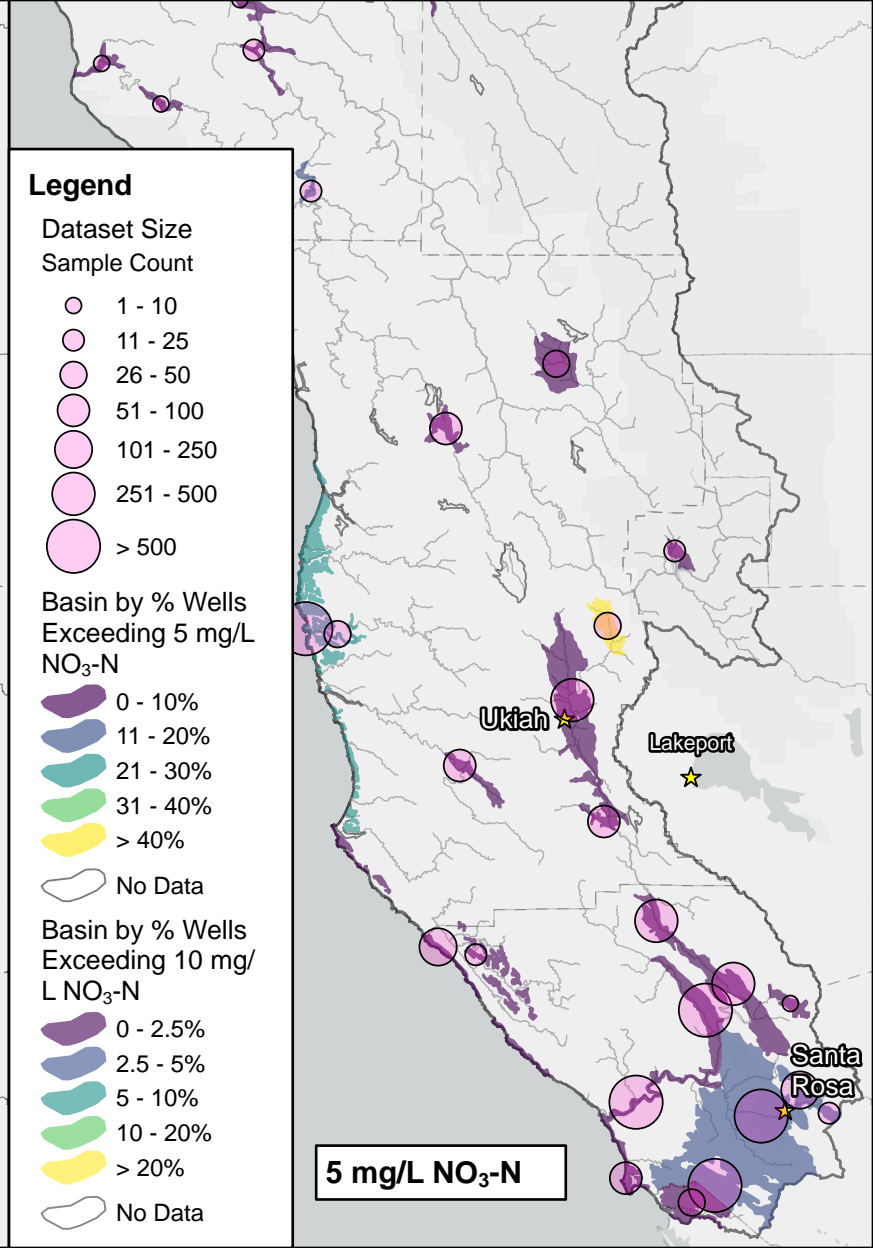 Legend
Dataset Size
Sample Count
1 - 10
11 - 25
26 - 50
51 - 100
101 - 250
251 - 500
> 500
Basin by % Wells
Exceeding 5 mg/L
NO₃-N
0 - 10%
11 - 20%
21 - 30%
31 - 40%
> 40%
No Data
Basin by % Wells
Exceeding 10 mg/
L NO₃-N
0 - 2.5%
2.5 - 5%
5 - 10%
10 - 20%
> 20%
No Data
Ukiah
Lakeport
Santa
Rosa
5 mg/L NO₃-N